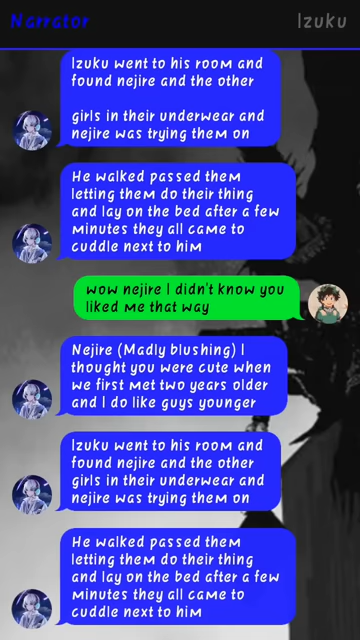 Narrator
Izuku
Izuku went to his room and
found nejire and the other
girls in their underwear and
nejire was trying them on
He walked passed them
letting them do their thing
and lay on the bed after a few
minutes they all came to
cuddle next to him
wow nejire I didn't know you
liked me that way
Nejire (Madly blushing) I
thought you were cute when
we first met two years older
and I do like guys younger
Izuku went to his room and
found nejire and the other
girls in their underwear and
nejire was trying them on
He walked passed them
letting them do their thing
and lay on the bed after a few
minutes they all came to
cuddle next to him